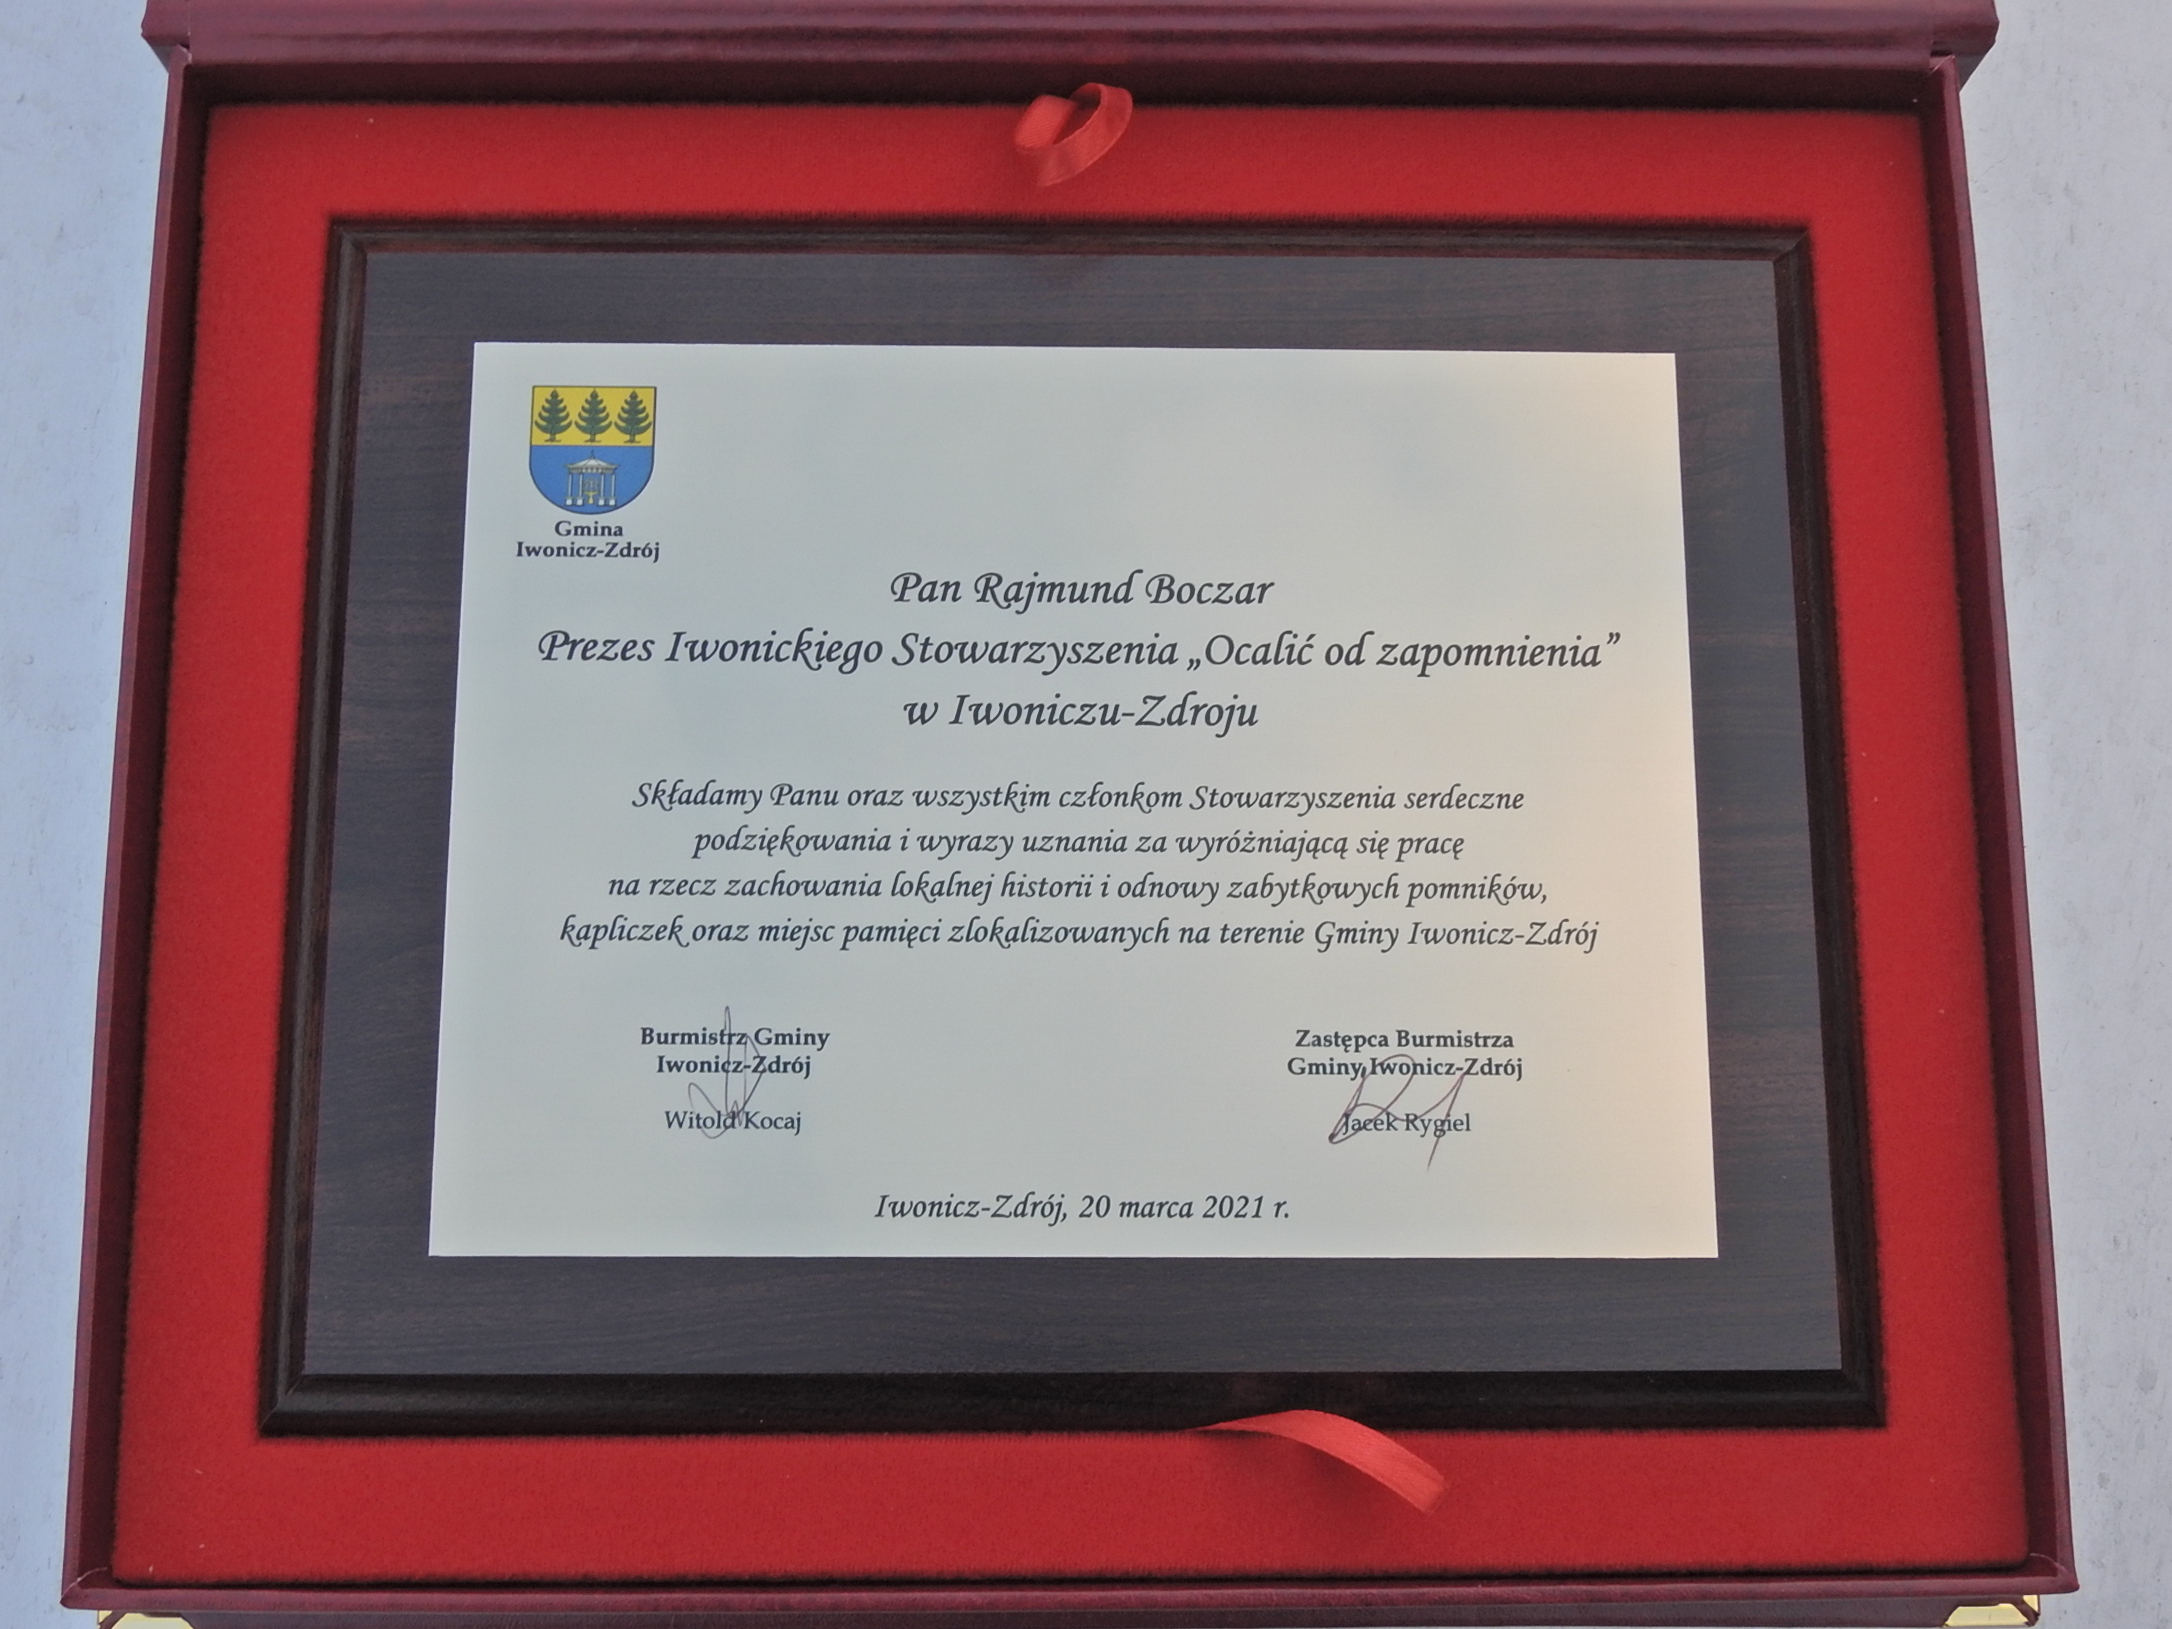 Gmina
Iwonicz-Zdrój
Pan Rajmund Boczar
Prezes Iwonickiego Stowarzyszenia „Ocalić od zapomnienia”
w Iwoniczu-Zdroju
Składamy Panu oraz wszystkim członkom Stowarzyszenia serdeczne
podziękowania i wyrazy uznania za wyróżniającą się pracę
na rzecz zachowania lokalnej historii i odnowy zabytkowych pomników,
kapliczek oraz miejsc pamięci zlokalizowanych na terenie Gminy Iwonicz-Zdrój
Burmistrz Gminy
Iwonicz-Zdrój
Witold Kocaj
Zastępca Burmistrza
Gminy Iwonicz-Zdrój
Jacek Rygiel
Iwonicz-Zdrój, 20 marca 2021 r.